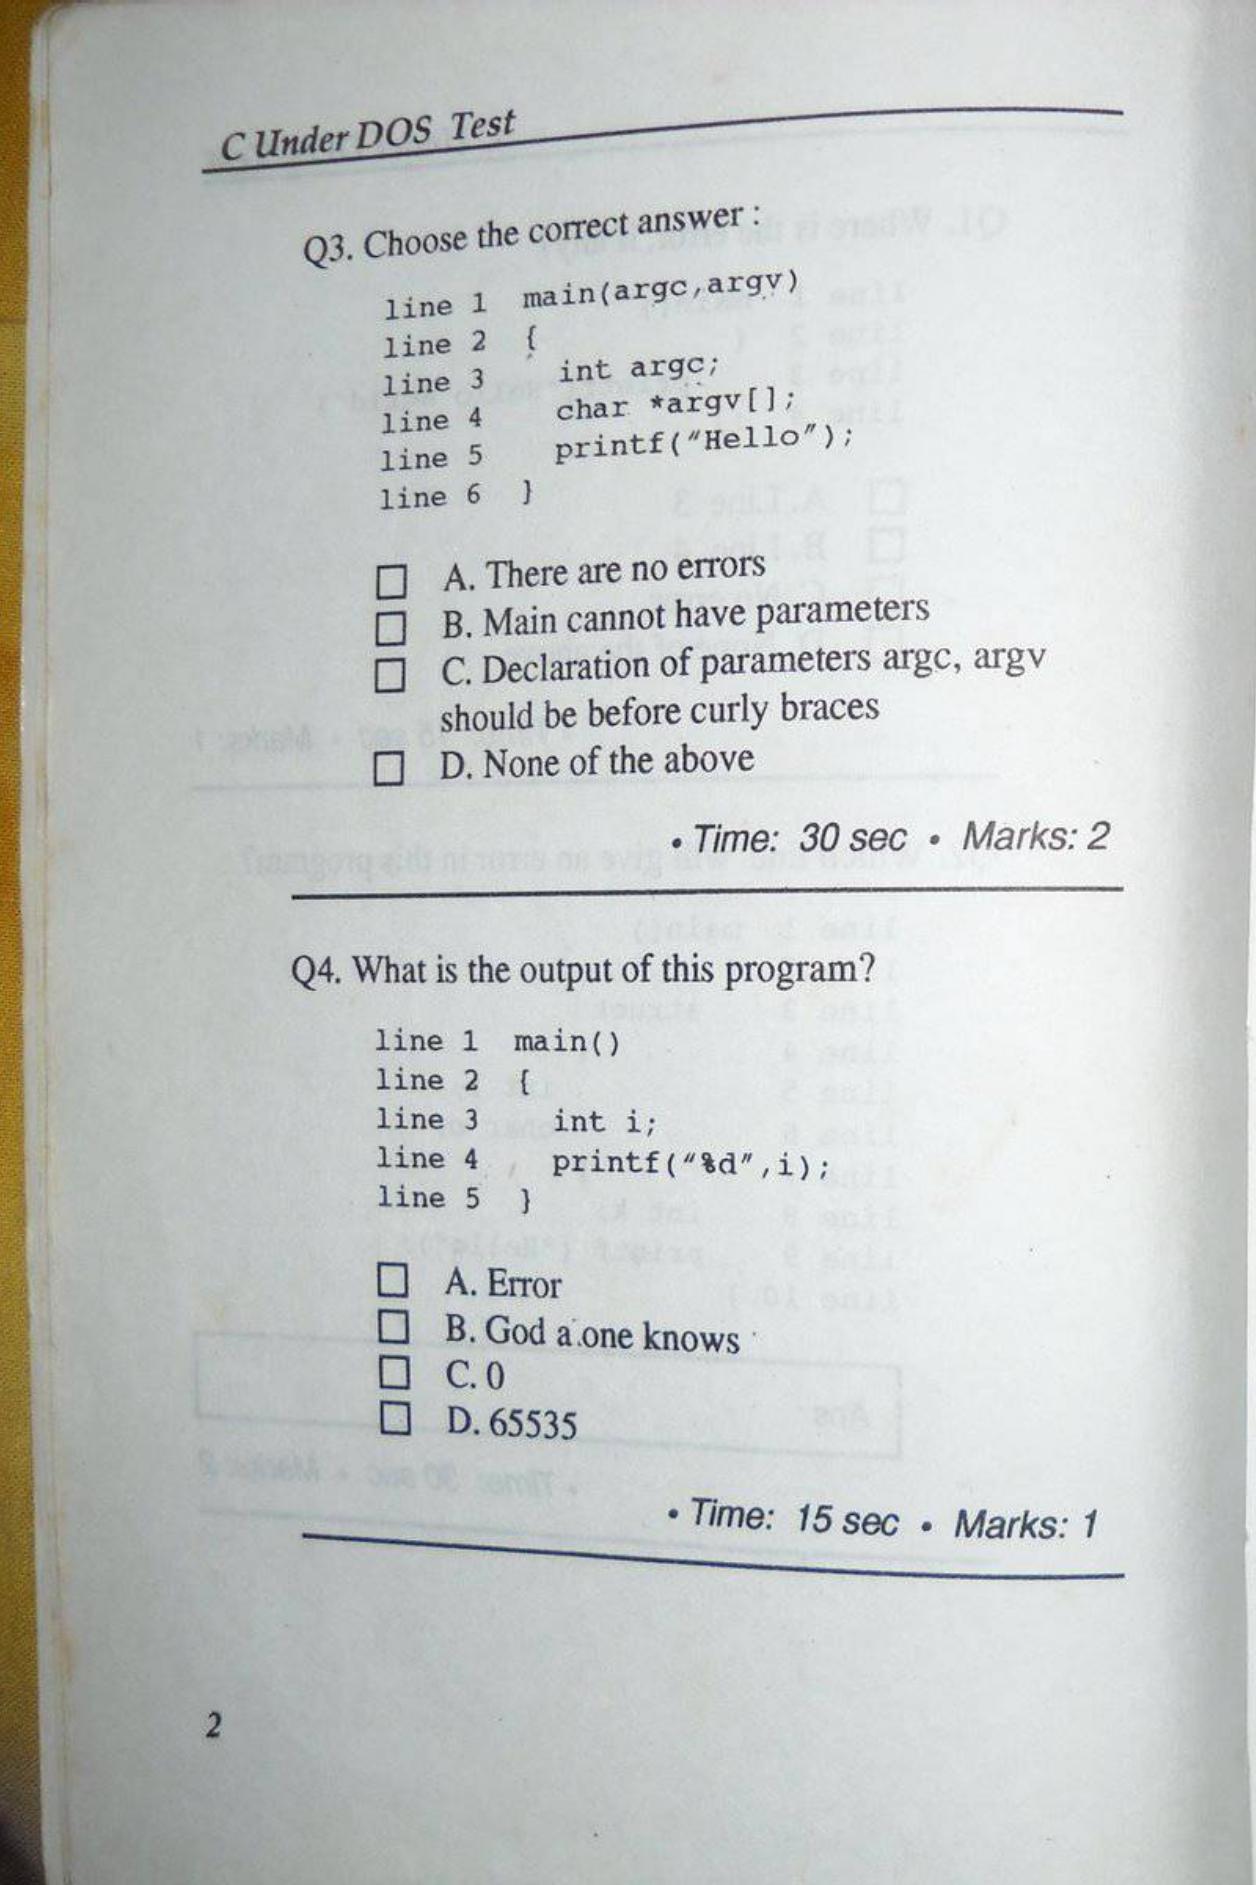 C Under DOS Test
Q3. Choose the correct answer :
line 1 main(argc,argv)
line 2 {
line 3 int argc;
line 4 char *argv[];
line 5 printf("Hello");
line 6 }
A. There are no errors
B. Main cannot have parameters
C. Declaration of parameters argc, argv
should be before curly braces
D. None of the above
• Time: 30 sec • Marks: 2
Q4. What is the output of this program?
line 1 main()
line 2 {
line 3 int i;
line 4 printf("%d",i);
line 5 }
A. Error
B. God alone knows
C. 0
D. 65535
• Time: 15 sec • Marks: 1
2